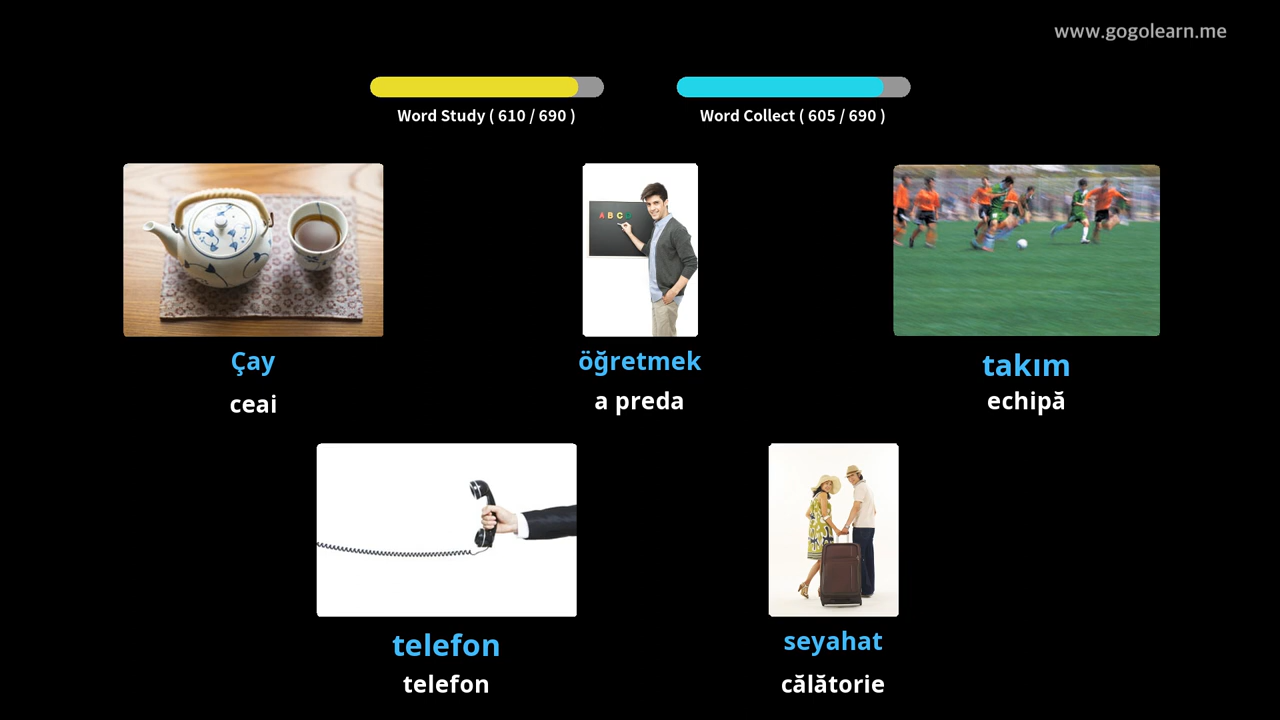 www.gogolearn.me
Word Study ( 610 / 690 )
Word Collect ( 605 / 690 )
A B C
Çay
öğretmek
takım
ceai
a preda
echipă
telefon
seyahat
telefon
călătorie